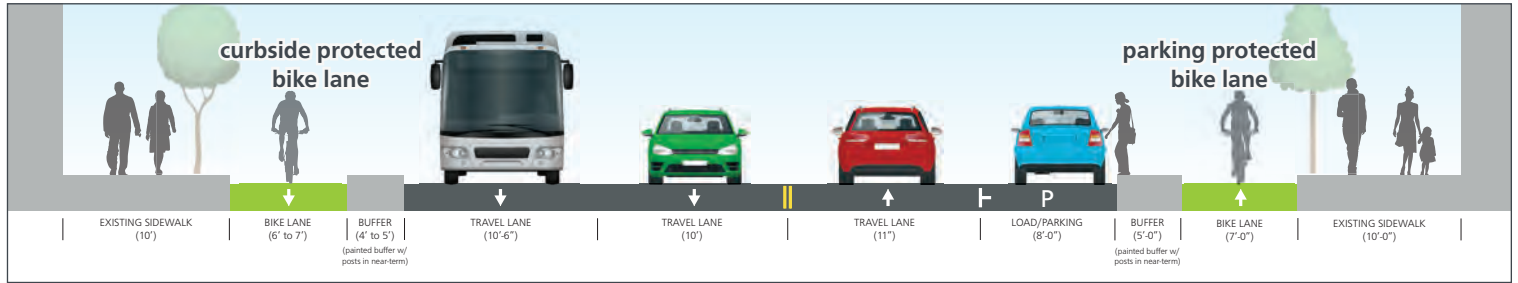 curbside protected
bike lane
parking protected
bike lane
P
EXISTING SIDEWALK
(10’)
BIKE LANE
(6’ to 7’)
BUFFER
(4’ to 5’)
(painted buffer w/
posts in near-term)
TRAVEL LANE
(10’-6”)
TRAVEL LANE
(10’)
TRAVEL LANE
(11”)
LOAD/PARKING
(8’-0”)
BUFFER
(5’-0”)
(painted buffer w/
posts in near-term)
BIKE LANE
(7’-0”)
EXISTING SIDEWALK
(10’-0”)